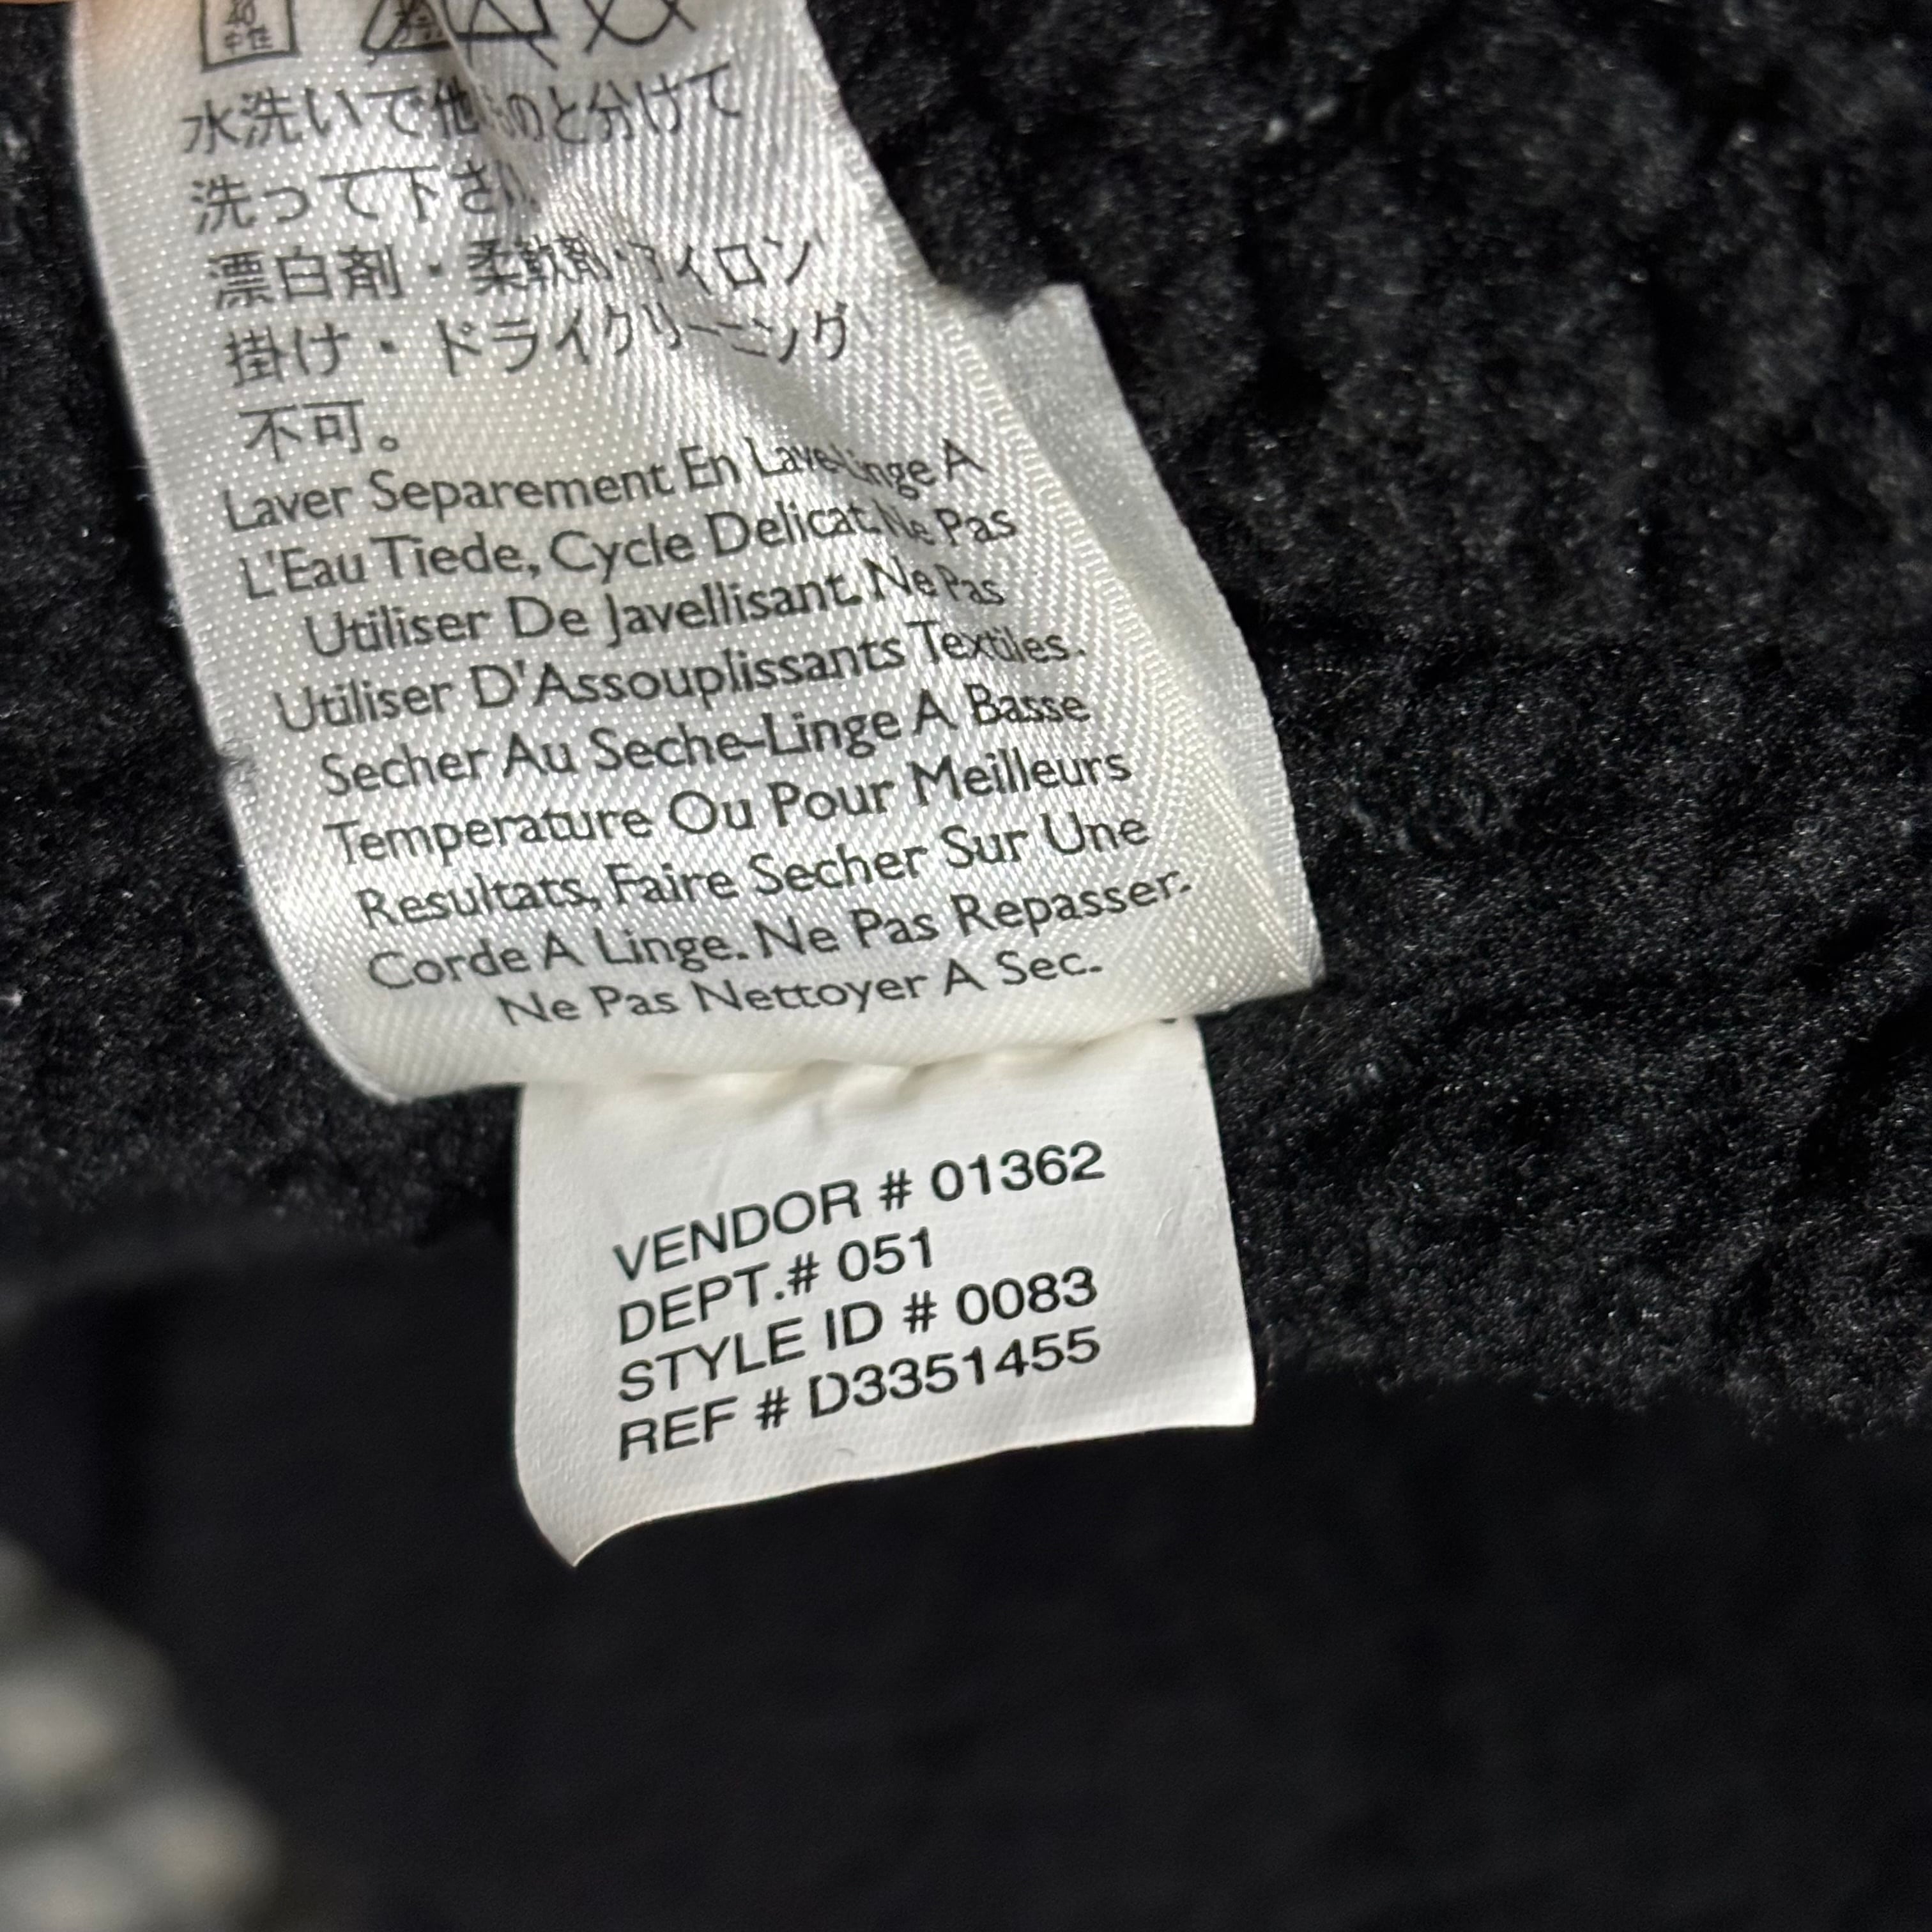 水洗いで他ものと分けて
洗って下さい
漂白剤・柔軟剤・アイロン
掛け・ドライクリーニング
不可。
Laver Separement En Lave-Linge A
L'Eau Tiede, Cycle Delicat. Ne Pas
Utiliser De Javellisant. Ne Pas
Utiliser D'Assouplissants Textiles.
Secher Au Seche-Linge A Basse
Temperature Ou Pour Meilleurs
Resultats, Faire Secher Sur Une
Corde A Linge. Ne Pas Repasser.
Ne Pas Nettoyer A Sec.
VENDOR # 01362
DEPT.# 051
STYLE ID # 0083
REF # D3351455